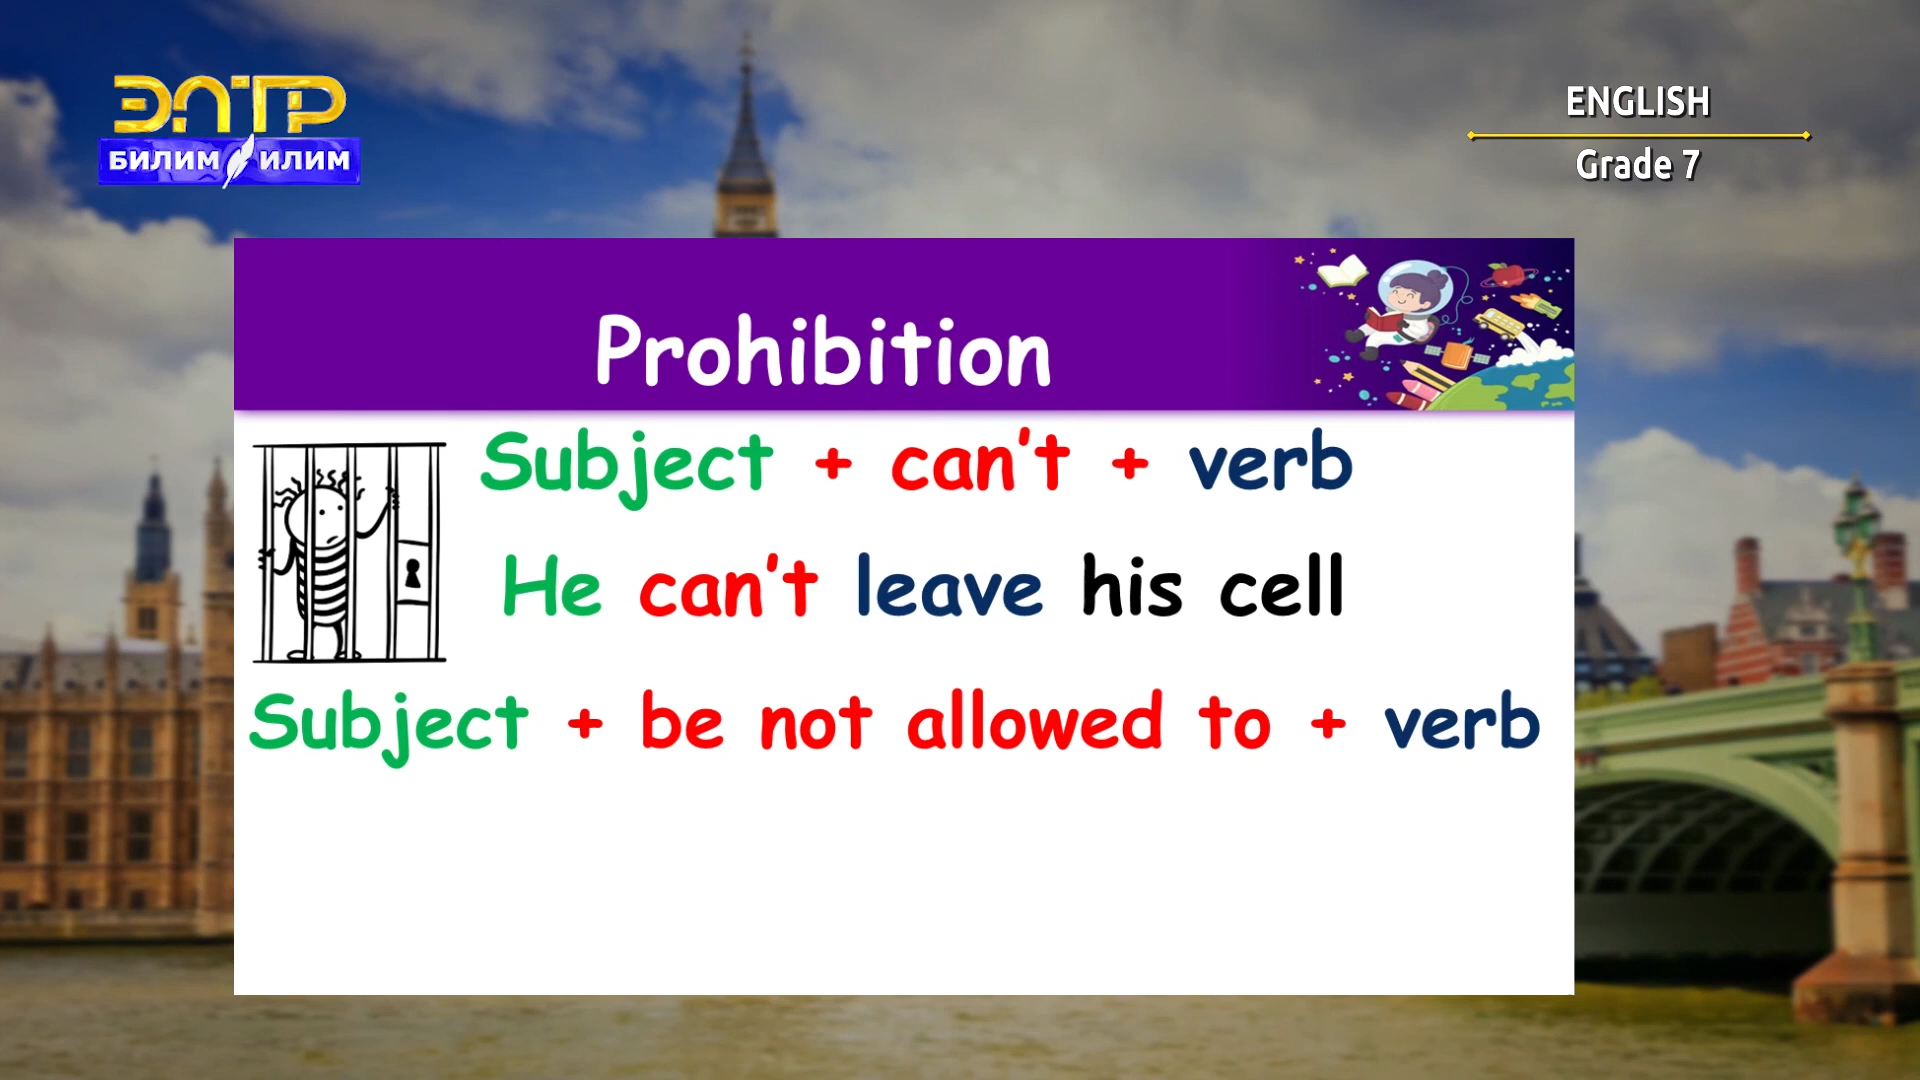 ЭЛТР
БИЛИМ ИЛИМ
ENGLISH
Grade 7
Prohibition
Subject + can't + verb
He can't leave his cell
Subject + be not allowed to + verb